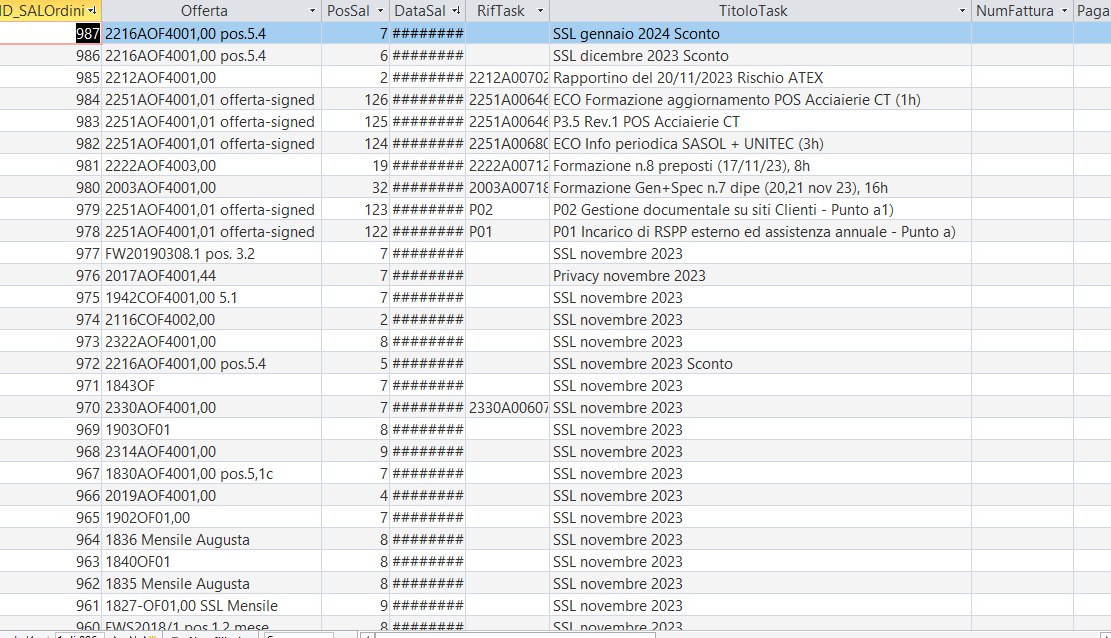 ID_SALOrdini Offerta PosSal DataSal RifTask TitoloTask NumFattura Paga
987 2216AOF4001,00 pos.5.4 7 ######## SSL gennaio 2024 Sconto
986 2216AOF4001,00 pos.5.4 6 ######## SSL dicembre 2023 Sconto
985 2212AOF4001,00 2 ######## 2212A00702 Rapportino del 20/11/2023 Rischio ATEX
984 2251AOF4001,01 offerta-signed 126 ######## 2251A00646 ECO Formazione aggiornamento POS Acciaierie CT (1h)
983 2251AOF4001,01 offerta-signed 125 ######## 2251A00646 P3.5 Rev.1 POS Acciaierie CT
982 2251AOF4001,01 offerta-signed 124 ######## 2251A00680 ECO Info periodica SASOL + UNITEC (3h)
981 2222AOF4003,00 19 ######## 2222A00712 Formazione n.8 preposti (17/11/23), 8h
980 2003AOF4001,00 32 ######## 2003A00718 Formazione Gen+Spec n.7 dipe (20,21 nov 23), 16h
979 2251AOF4001,01 offerta-signed 123 ######## P02 P02 Gestione documentale su siti Clienti - Punto a1)
978 2251AOF4001,01 offerta-signed 122 ######## P01 P01 Incarico di RSPP esterno ed assistenza annuale - Punto a)
977 FW20190308.1 pos. 3.2 7 ######## SSL novembre 2023
976 2017AOF4001,44 7 ######## Privacy novembre 2023
975 1942COF4001,00 5.1 7 ######## SSL novembre 2023
974 2116COF4002,00 2 ######## SSL novembre 2023
973 2322AOF4001,00 8 ######## SSL novembre 2023
972 2216AOF4001,00 pos.5.4 5 ######## SSL novembre 2023 Sconto
971 1843OF 7 ######## SSL novembre 2023
970 2330AOF4001,00 7 ######## 2330A00607 SSL novembre 2023
969 1903OF01 8 ######## SSL novembre 2023
968 2314AOF4001,00 9 ######## SSL novembre 2023
967 1830AOF4001,00 pos.5,1c 7 ######## SSL novembre 2023
966 2019AOF4001,00 4 ######## SSL novembre 2023
965 1902OF01,00 7 ######## SSL novembre 2023
964 1836 Mensile Augusta 8 ######## SSL novembre 2023
963 1840OF01 8 ######## SSL novembre 2023
962 1835 Mensile Augusta 8 ######## SSL novembre 2023
961 1827-OF01,00 SSL Mensile 9 ######## SSL novembre 2023
960 FWS2018/1 pos.1.2 mese 8 ######## SSL novembre 2023